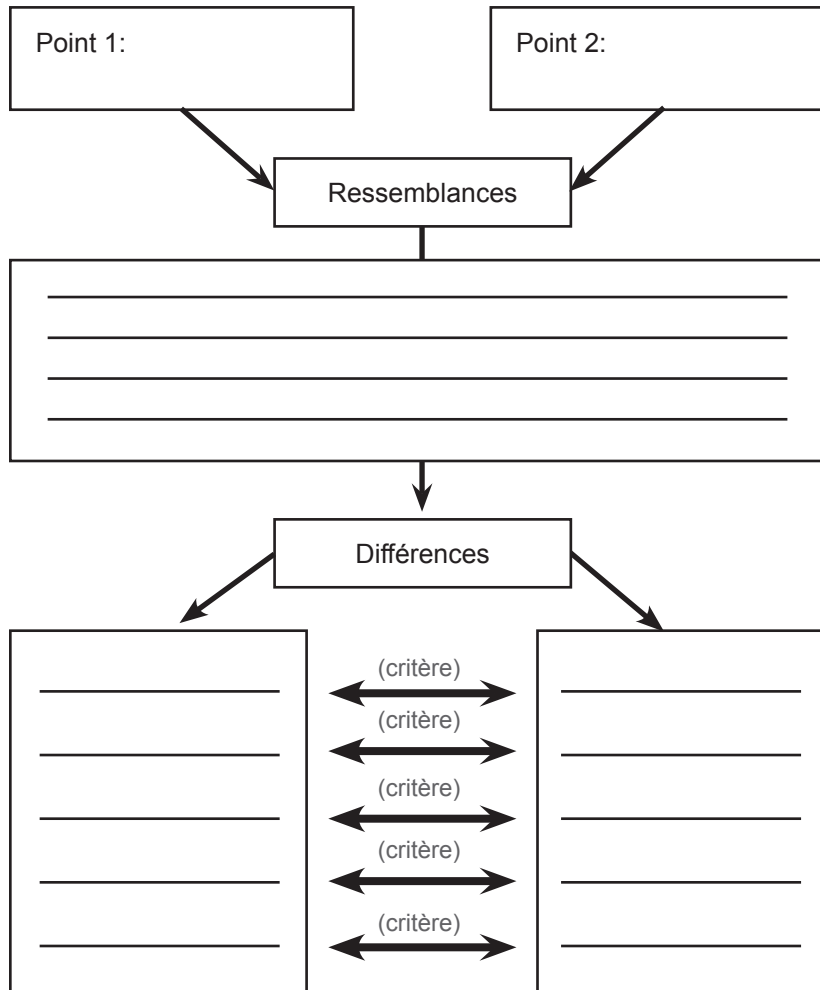 Point 1:
Point 2:
Ressemblances
Différences
(critère)
(critère)
(critère)
(critère)
(critère)